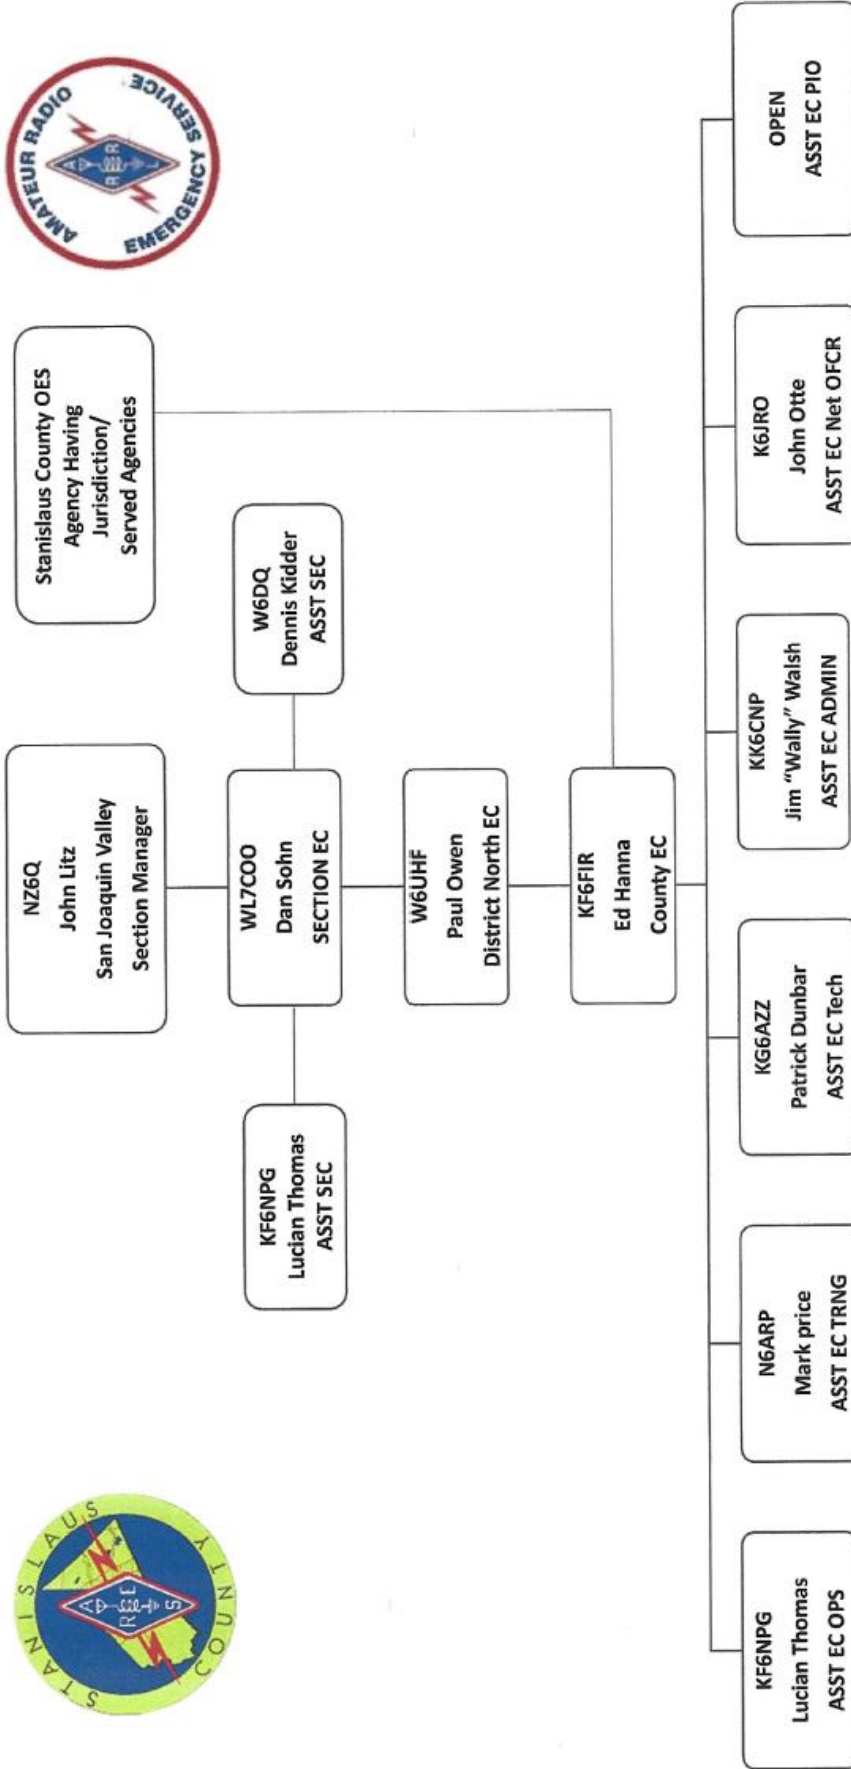 STANISLAUS
COUNTY
A
R E
R E
S
AMATEUR RADIO
EMERGENCY SERVICE
A
R R
L
NZ6Q
John Litz
San Joaquin Valley
Section Manager
Stanislaus County OES
Agency Having
Jurisdiction/
Served Agencies
KF6NPG
Lucian Thomas
ASST SEC
WL7COO
Dan Sohn
SECTION EC
W6DQ
Dennis Kidder
ASST SEC
W6UHF
Paul Owen
District North EC
KF6FIR
Ed Hanna
County EC
KF6NPG
Lucian Thomas
ASST EC OPS
N6ARP
Mark price
ASST EC TRNG
KG6AZZ
Patrick Dunbar
ASST EC Tech
KK6CNP
Jim “Wally” Walsh
ASST EC ADMIN
K6JRO
John Otte
ASST EC Net OFCR
OPEN
ASST EC PIO